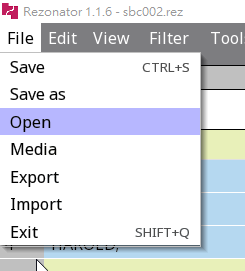 Rezonator 1.1.6 - sbc002.rez
File Edit View Filter
Save CTRL+S
Save as
Open
Media
Export
Import
Exit SHIFT+Q
HAROLD;